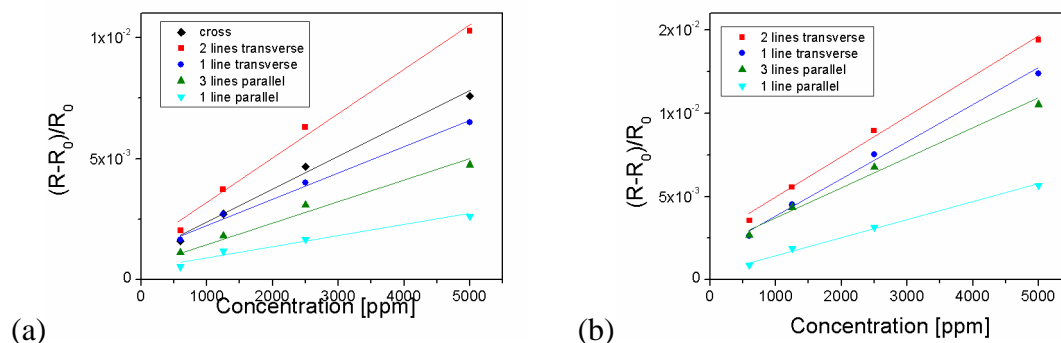 cross
2 lines transverse
1 line transverse
3 lines parallel
1 line parallel
1x10⁻²
5x10⁻³
0
(R-R₀)/R₀
0 1000 2000 3000 4000 5000
Concentration [ppm]
(a)
2 lines transverse
1 line transverse
3 lines parallel
1 line parallel
2x10⁻²
1x10⁻²
5x10⁻³
0
(R-R₀)/R₀
0 1000 2000 3000 4000 5000
Concentration [ppm]
(b)